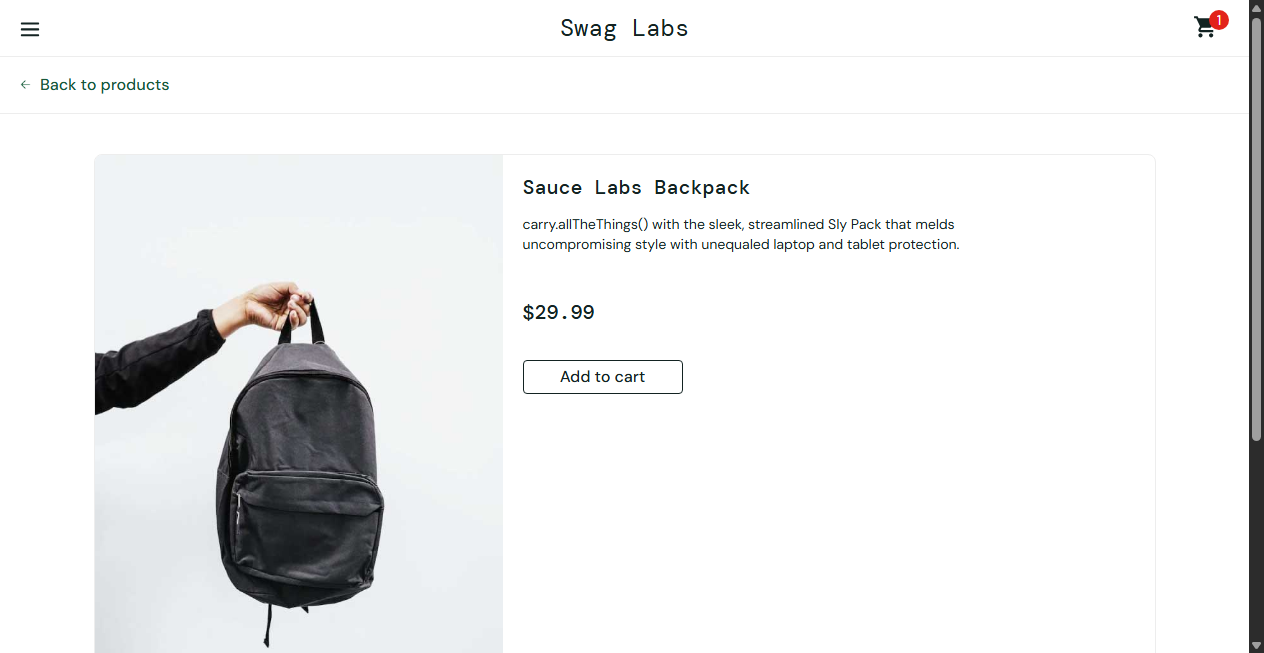 Swag Labs
1
← Back to products
Sauce Labs Backpack
carry.allTheThings() with the sleek, streamlined Sly Pack that melds
uncompromising style with unequaled laptop and tablet protection.
$29.99
Add to cart